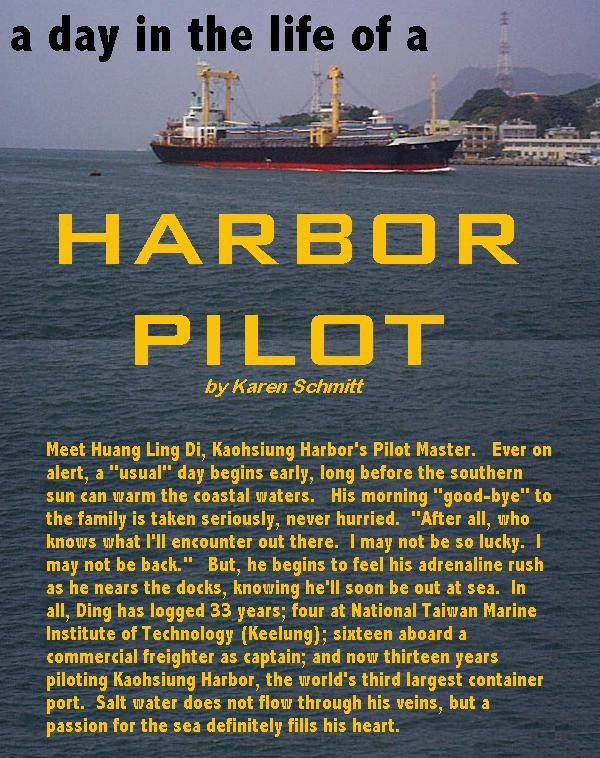 a day in the life of a
HARBOR
PILOT
by Karen Schmitt
Meet Huang Ling Di, Kaohsiung Harbor's Pilot Master. Ever on
alert, a "usual" day begins early, long before the southern
sun can warm the coastal waters. His morning "good-bye" to
the family is taken seriously, never hurried. "After all, who
knows what I'll encounter out there. I may not be so lucky. I
may not be back." But, he begins to feel his adrenaline rush
as he nears the docks, knowing he'll soon be out at sea. In
all, Ding has logged 33 years; four at National Taiwan Marine
Institute of Technology (Keelung); sixteen aboard a
commercial freighter as captain; and now thirteen years
piloting Kaohsiung Harbor, the world's third largest container
port. Salt water does not flow through his veins, but a
passion for the sea definitely fills his heart.